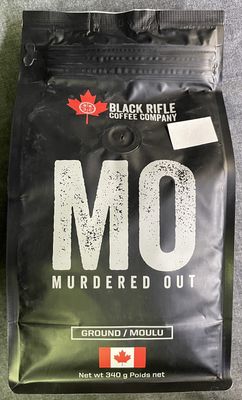 BLACK RIFLE
COFFEE COMPANY
MO
MURDERED OUT
GROUND / MOULU
Net wt 340 g Poids net